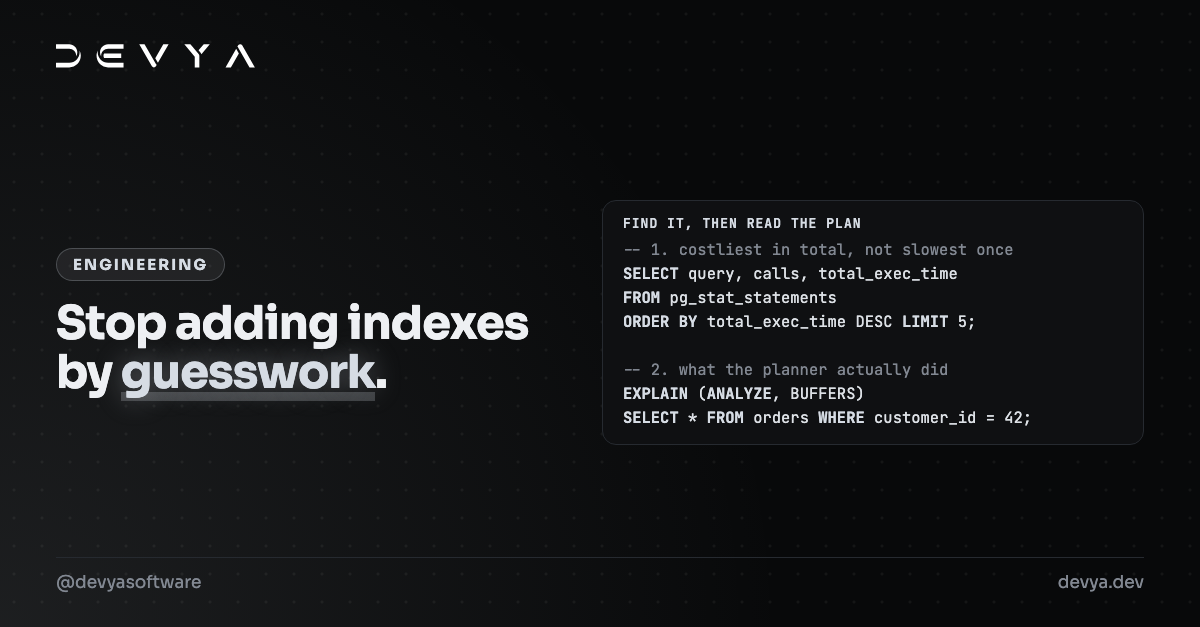 DEVYA
ENGINEERING
Stop adding indexes
by guesswork.
FIND IT, THEN READ THE PLAN
-- 1. costliest in total, not slowest once
SELECT query, calls, total_exec_time
FROM pg_stat_statements
ORDER BY total_exec_time DESC LIMIT 5;
-- 2. what the planner actually did
EXPLAIN (ANALYZE, BUFFERS)
SELECT * FROM orders WHERE customer_id = 42;
@devyasoftware
devya.dev